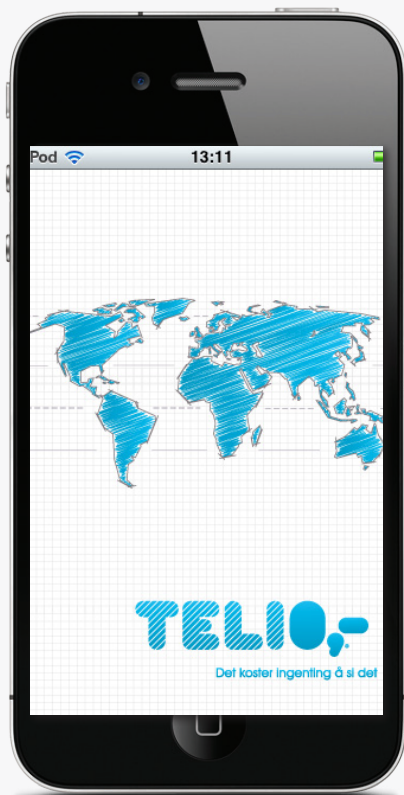 Pod 13:11
TELIO,-
Det koster ingenting å si det